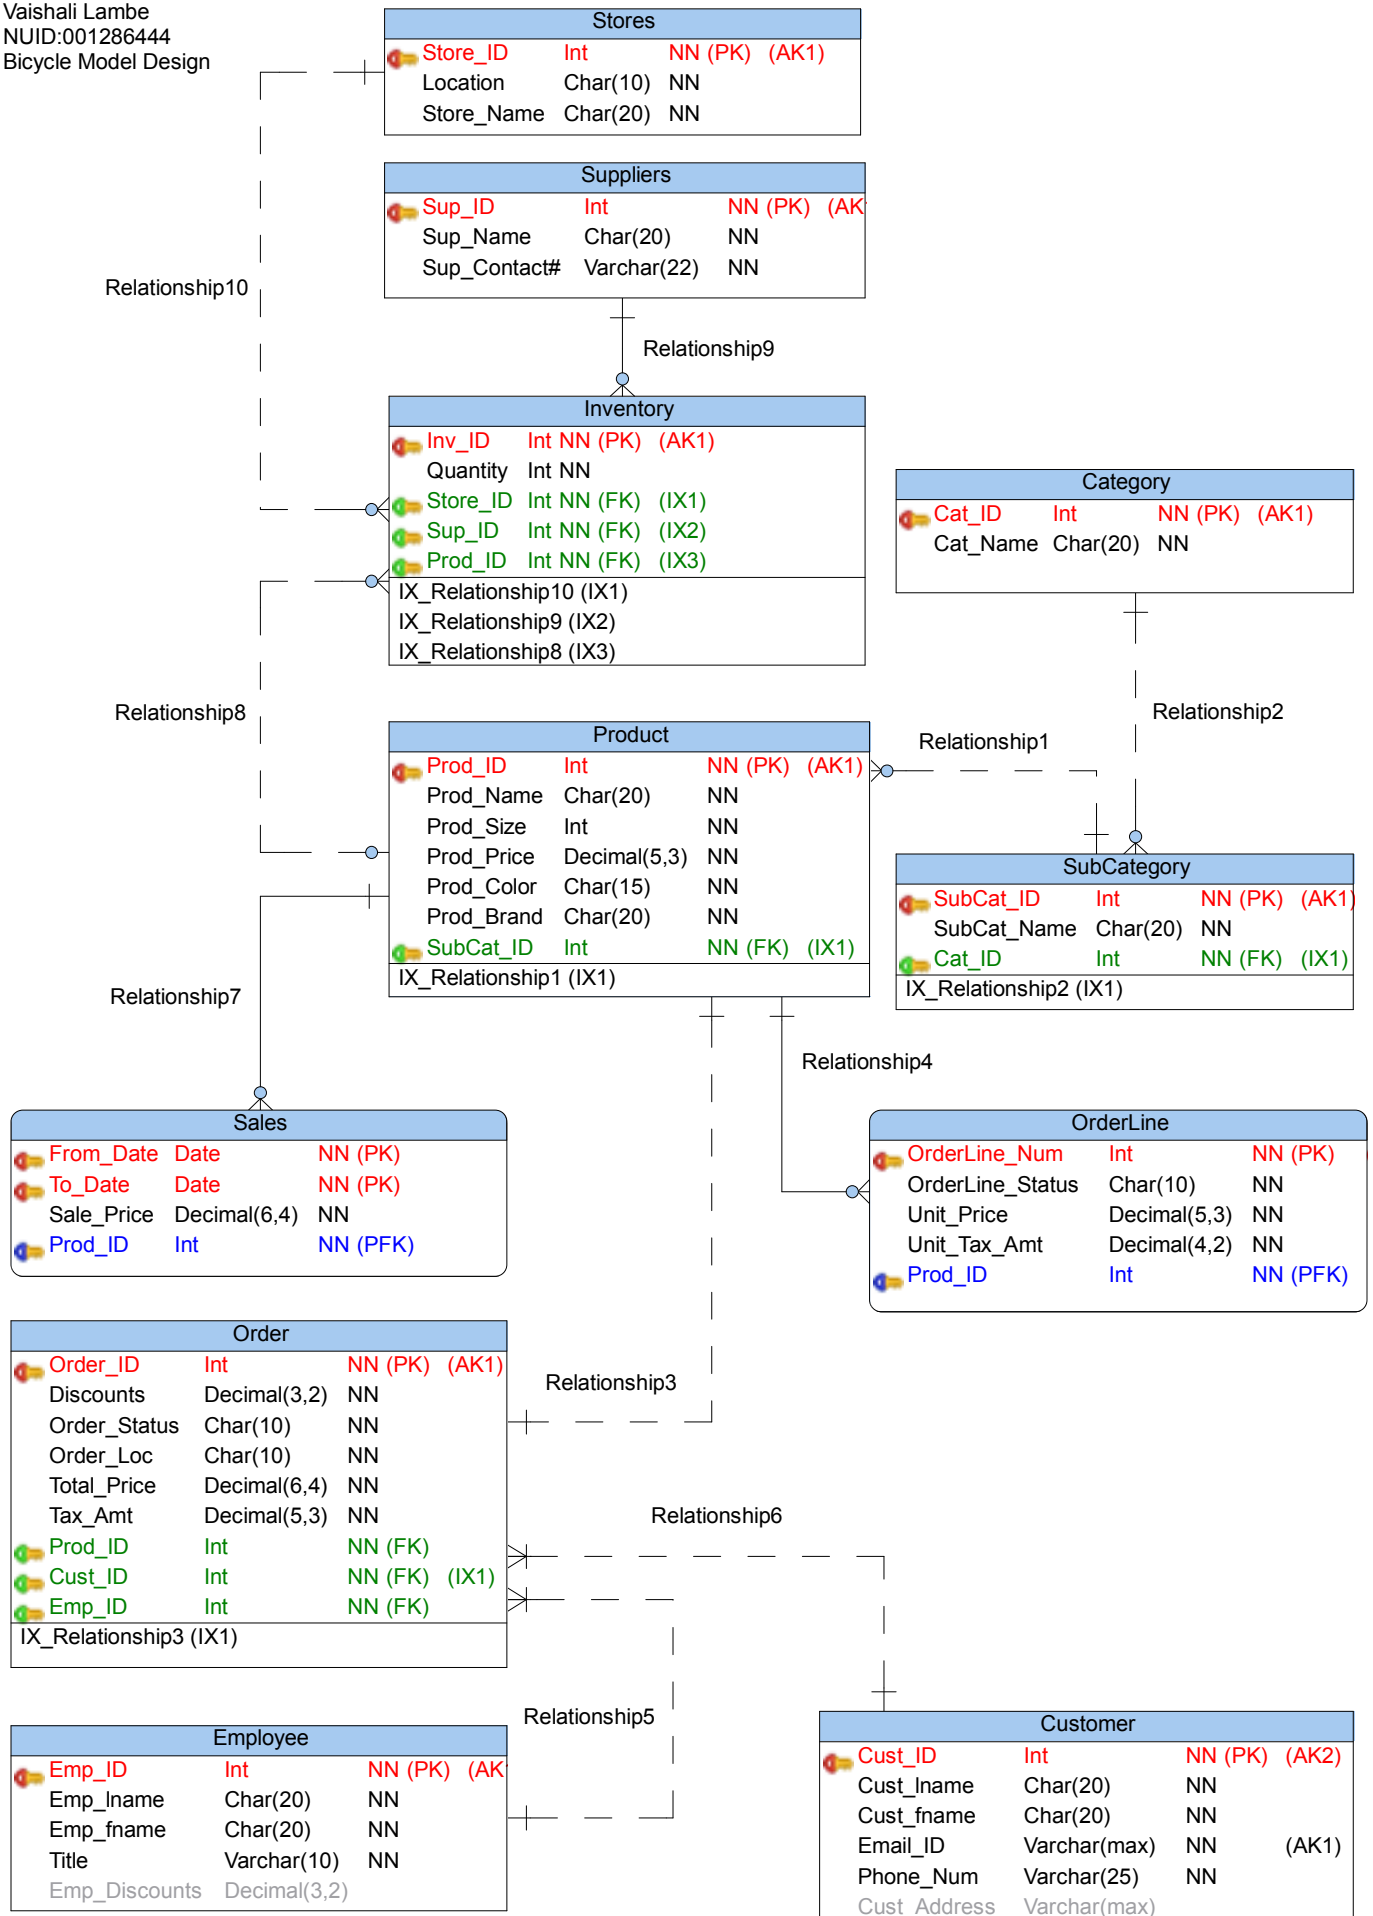 Vaishali Lambe
NUID:001286444
Bicycle Model Design
Stores
Store_ID Int NN (PK) (AK1)
Location Char(10) NN
Store_Name Char(20) NN
Suppliers
Sup_ID Int NN (PK) (AK
Sup_Name Char(20) NN
Sup_Contact# Varchar(22) NN
Relationship10
Relationship9
Inventory
Inv_ID Int NN (PK) (AK1)
Quantity Int NN
Store_ID Int NN (FK) (IX1)
Sup_ID Int NN (FK) (IX2)
Prod_ID Int NN (FK) (IX3)
IX_Relationship10 (IX1)
IX_Relationship9 (IX2)
IX_Relationship8 (IX3)
Category
Cat_ID Int NN (PK) (AK1)
Cat_Name Char(20) NN
Relationship8
Relationship2
Relationship1
Product
Prod_ID Int NN (PK) (AK1)
Prod_Name Char(20) NN
Prod_Size Int NN
Prod_Price Decimal(5,3) NN
Prod_Color Char(15) NN
Prod_Brand Char(20) NN
SubCat_ID Int NN (FK) (IX1)
IX_Relationship1 (IX1)
SubCategory
SubCat_ID Int NN (PK) (AK1)
SubCat_Name Char(20) NN
Cat_ID Int NN (FK) (IX1)
IX_Relationship2 (IX1)
Relationship7
Relationship4
Sales
From_Date Date NN (PK)
To_Date Date NN (PK)
Sale_Price Decimal(6,4) NN
Prod_ID Int NN (PFK)
OrderLine
OrderLine_Num Int NN (PK)
OrderLine_Status Char(10) NN
Unit_Price Decimal(5,3) NN
Unit_Tax_Amt Decimal(4,2) NN
Prod_ID Int NN (PFK)
Order
Order_ID Int NN (PK) (AK1)
Discounts Decimal(3,2) NN
Order_Status Char(10) NN
Order_Loc Char(10) NN
Total_Price Decimal(6,4) NN
Tax_Amt Decimal(5,3) NN
Prod_ID Int NN (FK)
Cust_ID Int NN (FK) (IX1)
Emp_ID Int NN (FK)
IX_Relationship3 (IX1)
Relationship3
Relationship6
Relationship5
Employee
Emp_ID Int NN (PK) (AK
Emp_lname Char(20) NN
Emp_fname Char(20) NN
Title Varchar(10) NN
Emp_Discounts Decimal(3,2)
Customer
Cust_ID Int NN (PK) (AK2)
Cust_lname Char(20) NN
Cust_fname Char(20) NN
Email_ID Varchar(max) NN (AK1)
Phone_Num Varchar(25) NN
Cust_Address Varchar(max)